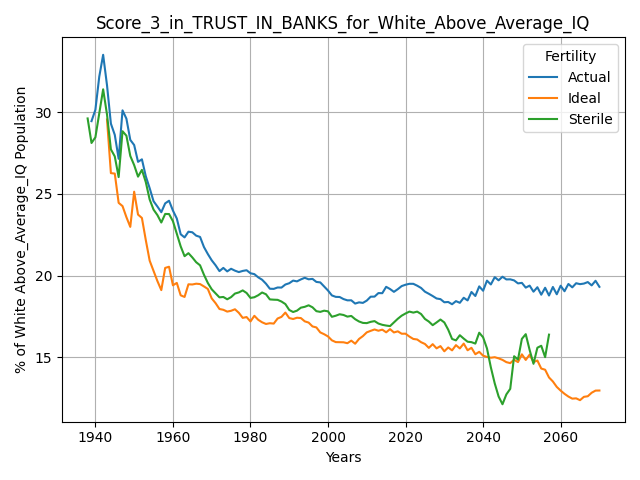 Score_3_in_TRUST_IN_BANKS_for_White_Above_Average_IQ
% of White Above_Average_IQ Population
30
25
20
15
Fertility
Actual
Ideal
Sterile
1940 1960 1980 2000 2020 2040 2060
Years